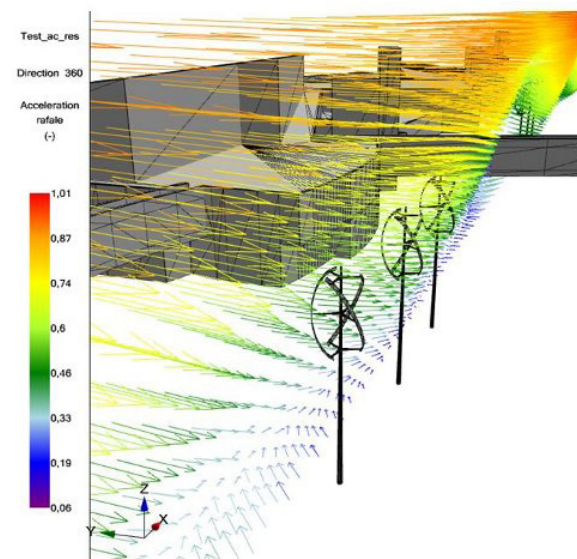 Test_ac_res
Direction 360
Acceleration
rafale
(-)
1,01
0,87
0,74
0,6
0,46
0,33
0,19
0,06
Z
Y
X